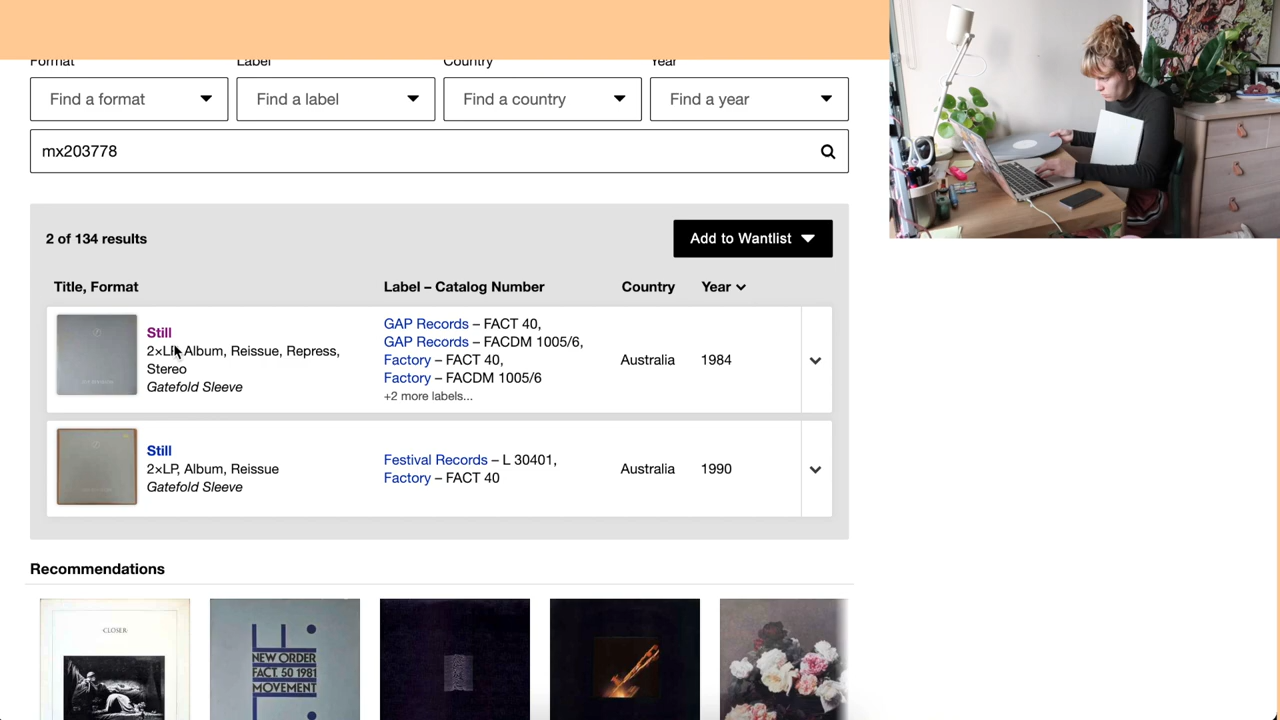 Format
Label
Country
Year
Find a format
Find a label
Find a country
Find a year
mx203778
2 of 134 results
Add to Wantlist
Title, Format
Label – Catalog Number
Country
Year
Still
2×LP, Album, Reissue, Repress,
Stereo
Gatefold Sleeve
GAP Records – FACT 40,
GAP Records – FACDM 1005/6,
Factory – FACT 40,
Factory – FACDM 1005/6
+2 more labels...
Australia
1984
Still
2×LP, Album, Reissue
Gatefold Sleeve
Festival Records – L 30401,
Factory – FACT 40
Australia
1990
Recommendations
CLOSER
NEW ORDER
FACT. 50 1981
MOVEMENT